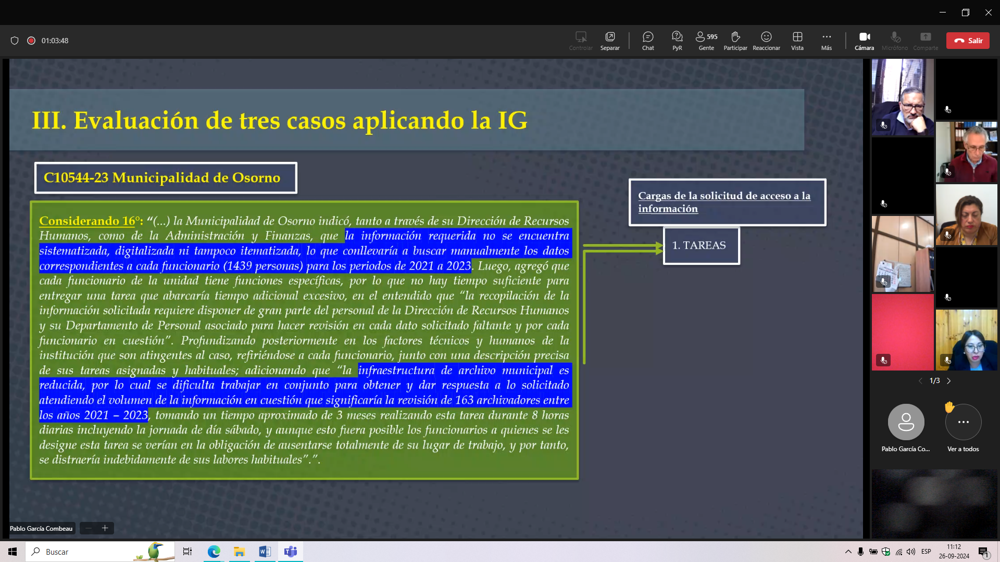 01:03:48
Controlar
Separar
Chat
PyR
595
Gente
Participar
Reaccionar
Vista
Más
Cámara
Micrófono
Comparte
Salir
III. Evaluación de tres casos aplicando la IG
C10544-23 Municipalidad de Osorno
Considerando 16°: “(...) la Municipalidad de Osorno indicó, tanto a través de su Dirección de Recursos
Humanos, como de la Administración y Finanzas, que la información requerida no se encuentra
sistematizada, digitalizada ni tampoco itematizada, lo que conllevaría a buscar manualmente los datos
correspondientes a cada funcionario (1439 personas) para los periodos de 2021 a 2023. Luego, agregó que
cada funcionario de la unidad tiene funciones específicas, por lo que no hay tiempo suficiente para
entregar una tarea que abarcaría tiempo adicional excesivo, en el entendido que “la recopilación de la
información solicitada requiere disponer de gran parte del personal de la Dirección de Recursos Humanos
y su Departamento de Personal asociado para hacer revisión en cada dato solicitado faltante y por cada
funcionario en cuestión”. Profundizando posteriormente en los factores técnicos y humanos de la
institución que son atingentes al caso, refiriéndose a cada funcionario, junto con una descripción precisa
de sus tareas asignadas y habituales; adicionando que “la infraestructura de archivo municipal es
reducida, por lo cual se dificulta trabajar en conjunto para obtener y dar respuesta a lo solicitado
atendiendo el volumen de la información en cuestión que significaría la revisión de 163 archivadores entre
los años 2021 – 2023, tomando un tiempo aproximado de 3 meses realizando esta tarea durante 8 horas
diarias incluyendo la jornada de día sábado, y aunque esto fuera posible los funcionarios a quienes se les
designe esta tarea se verían en la obligación de ausentarse totalmente de su lugar de trabajo, y por tanto,
se distraería indebidamente de sus labores habituales”.”.
Cargas de la solicitud de acceso a la
información
1. TAREAS
1/3
Pablo García Co...
Ver a todos
Pablo García Combeau
Buscar
ESP
11:12
26-09-2024
1